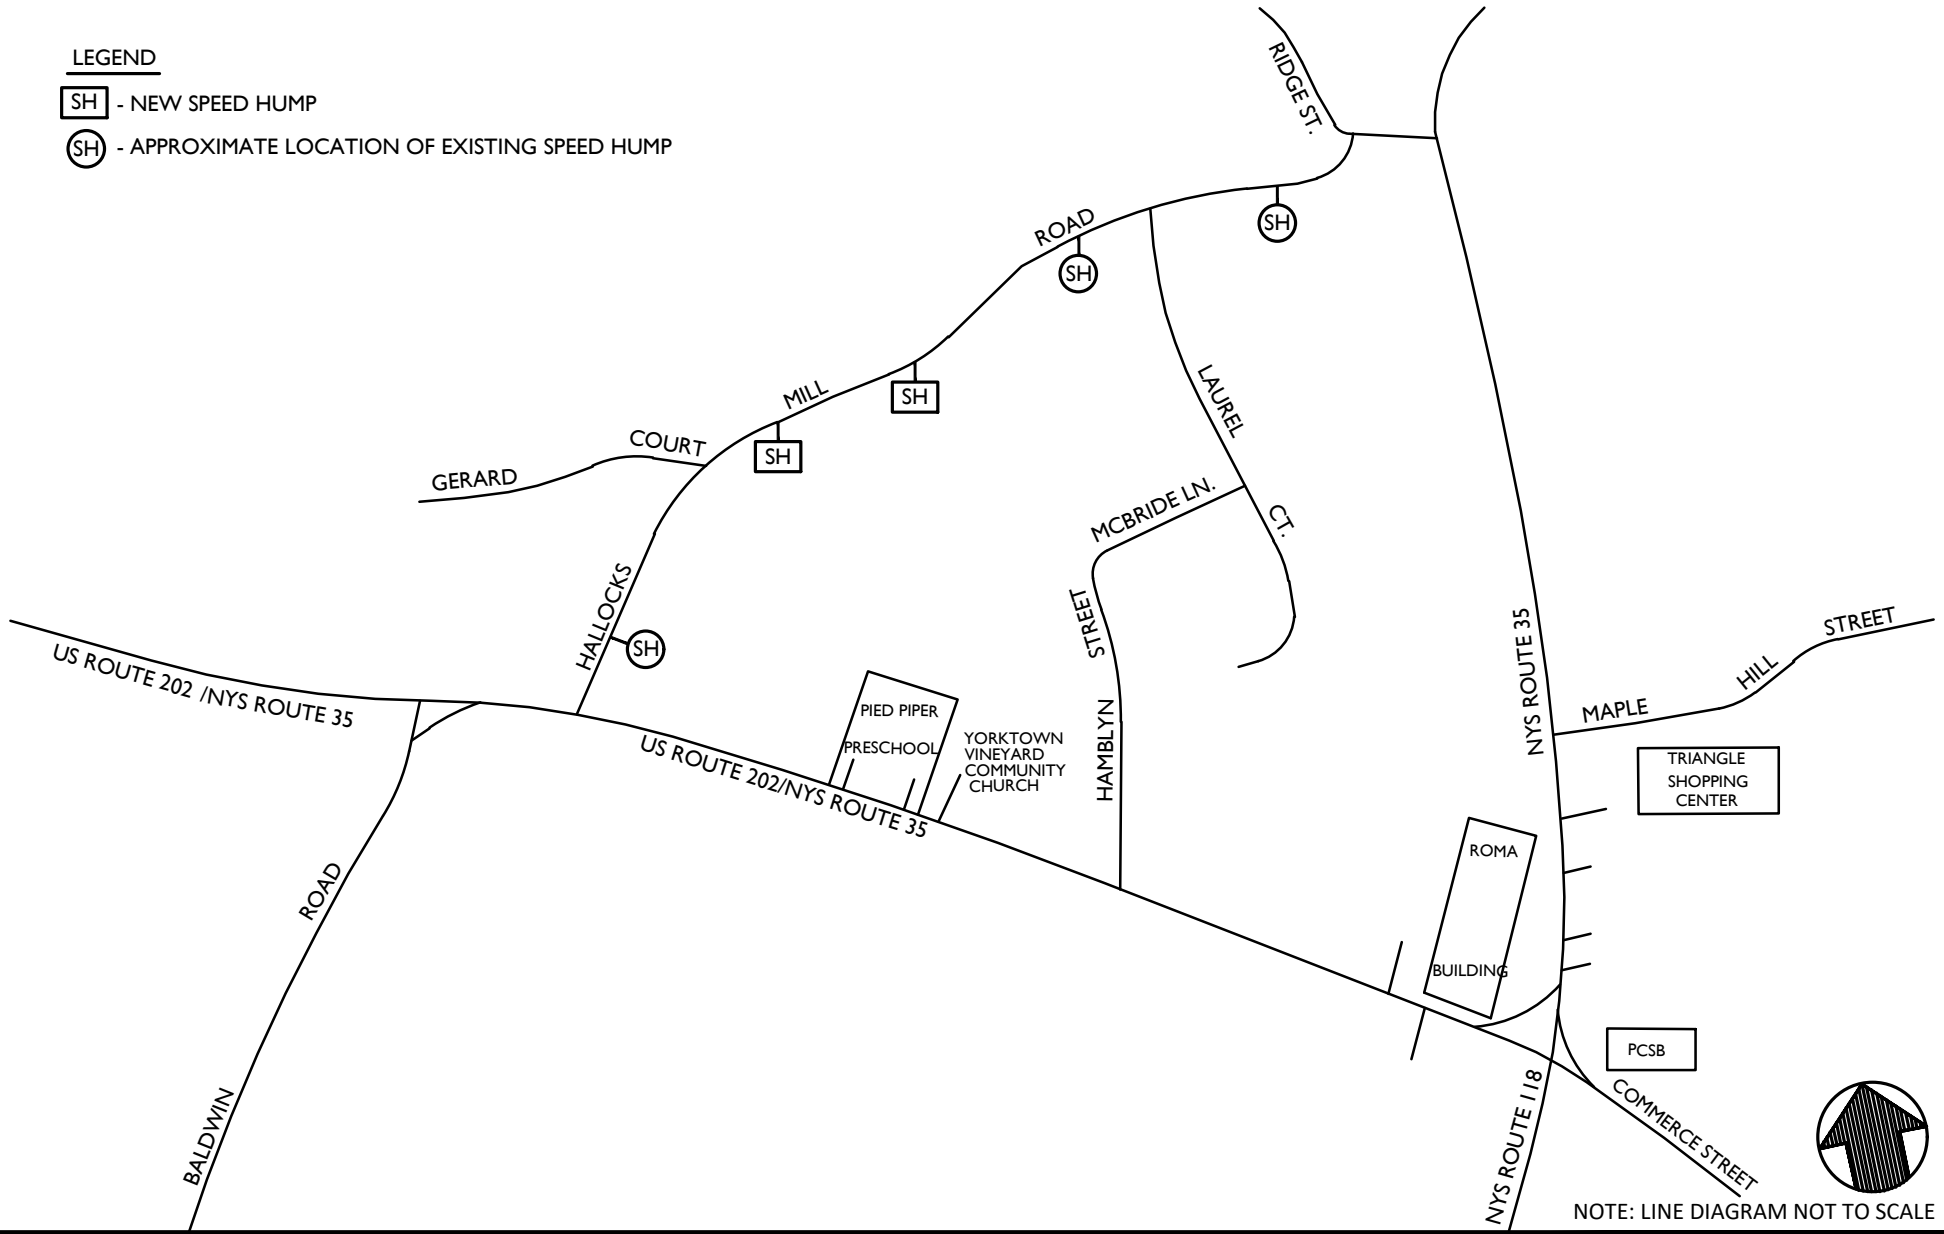 LEGEND
SH - NEW SPEED HUMP
SH - APPROXIMATE LOCATION OF EXISTING SPEED HUMP
RIDGE ST.
ROAD
SH
SH
MILL
SH
SH
COURT
GERARD
LAUREL
CT.
MCBRIDE LN.
STREET
HAMBLYN
HALLOCKS
SH
US ROUTE 202 /NYS ROUTE 35
US ROUTE 202/NYS ROUTE 35
PIED PIPER
PRESCHOOL
YORKTOWN
VINEYARD
COMMUNITY
CHURCH
NYS ROUTE 35
MAPLE
HILL
STREET
TRIANGLE
SHOPPING
CENTER
ROMA
BUILDING
PCSB
ROAD
BALDWIN
NYS ROUTE 118
COMMERCE STREET
NOTE: LINE DIAGRAM NOT TO SCALE